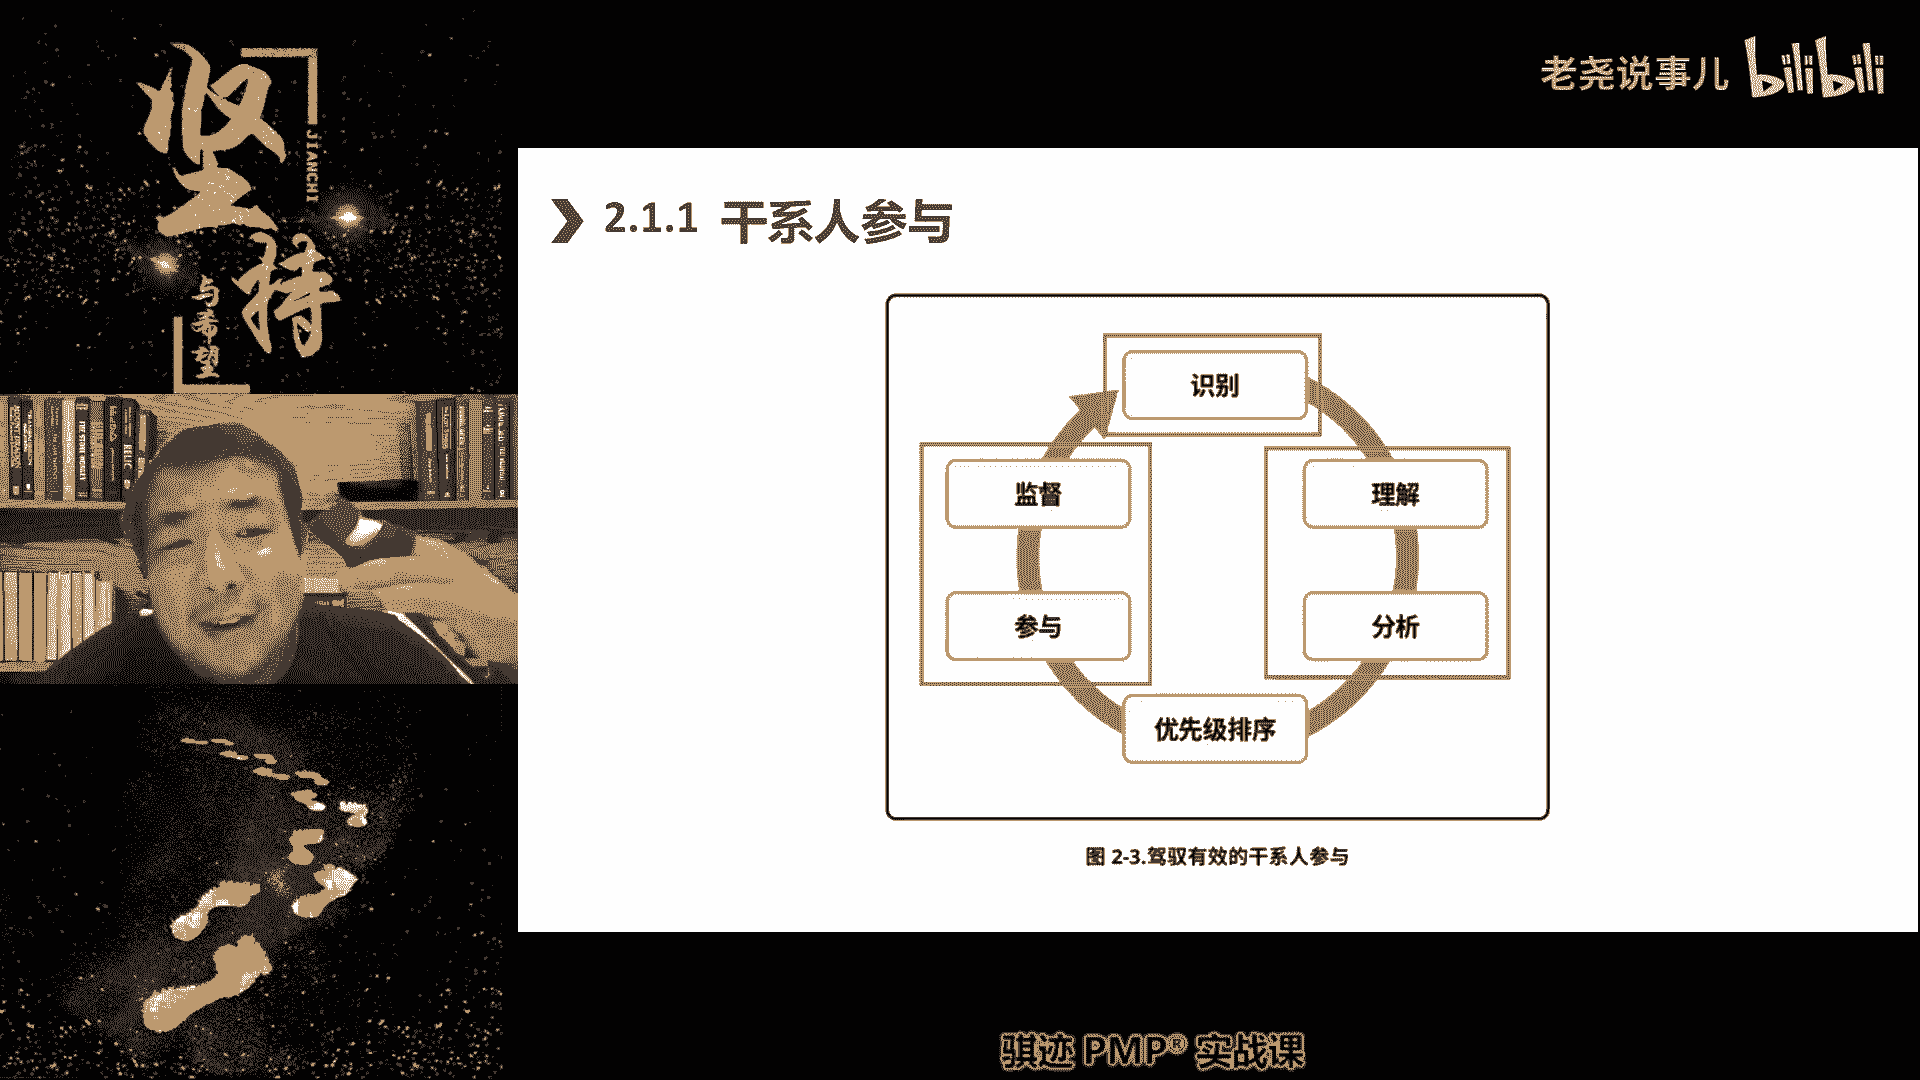 坚持
JIANCHI
与希望
老尧说事儿 bilibili
2.1.1 干系人参与
识别
监督
理解
参与
分析
优先级排序
图 2-3.驾驭有效的干系人参与
骐迹 PMP® 实战课